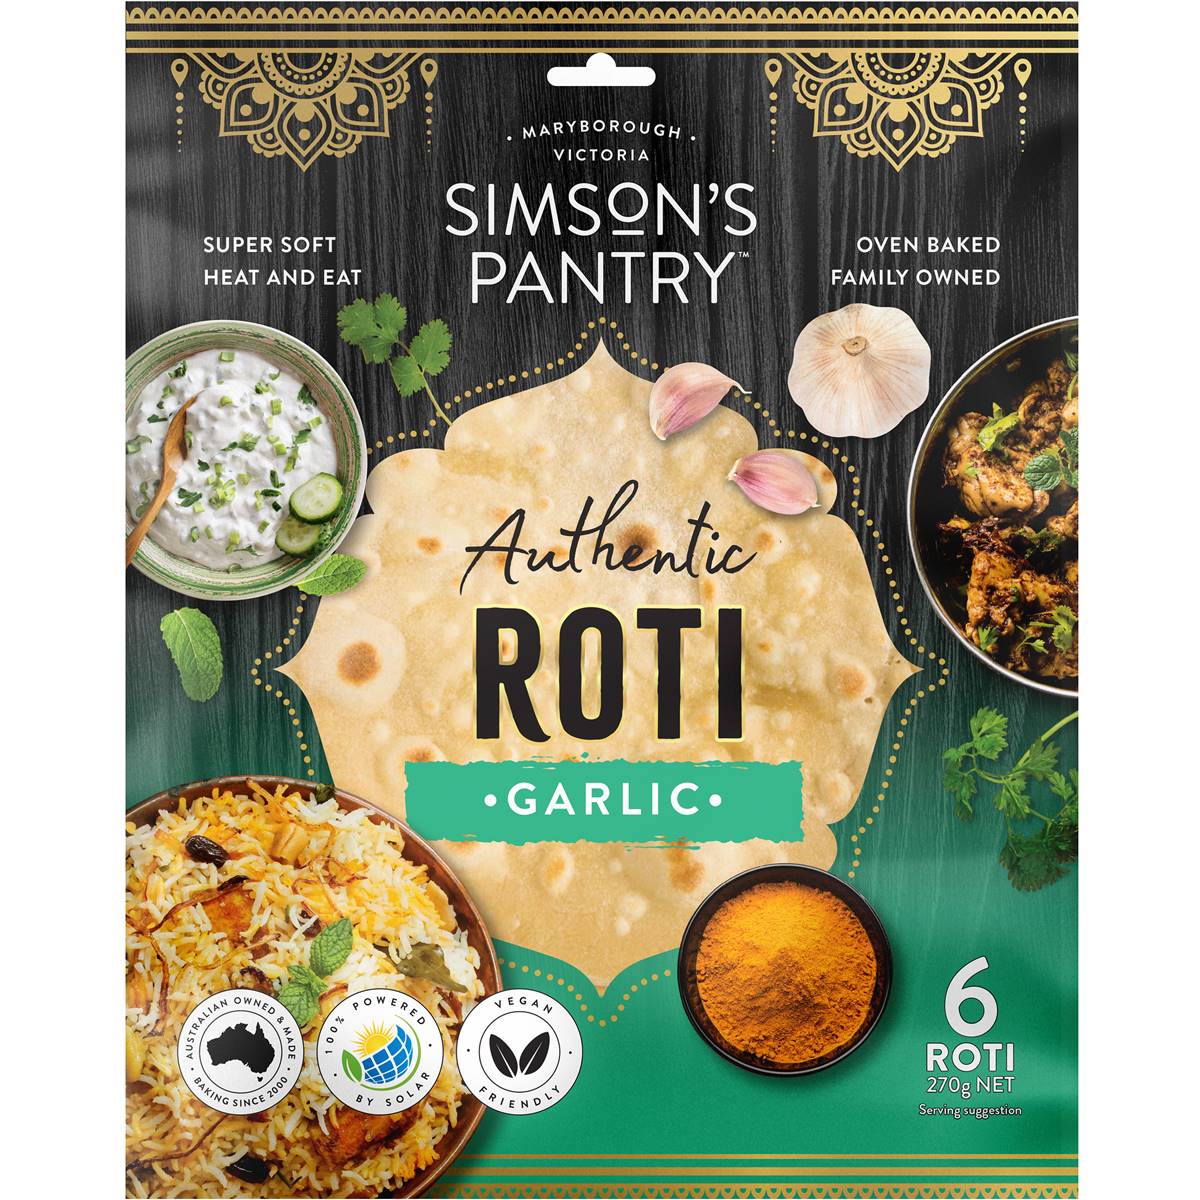 • MARYBOROUGH •
VICTORIA
SIMSON'S
PANTRY™
SUPER SOFT
HEAT AND EAT
OVEN BAKED
FAMILY OWNED
Authentic
ROTI
•GARLIC•
• AUSTRALIAN OWNED & MADE •
BAKING SINCE 2000
• 100% POWERED •
BY SOLAR
• VEGAN •
FRIENDLY
6
ROTI
270g NET
Serving suggestion